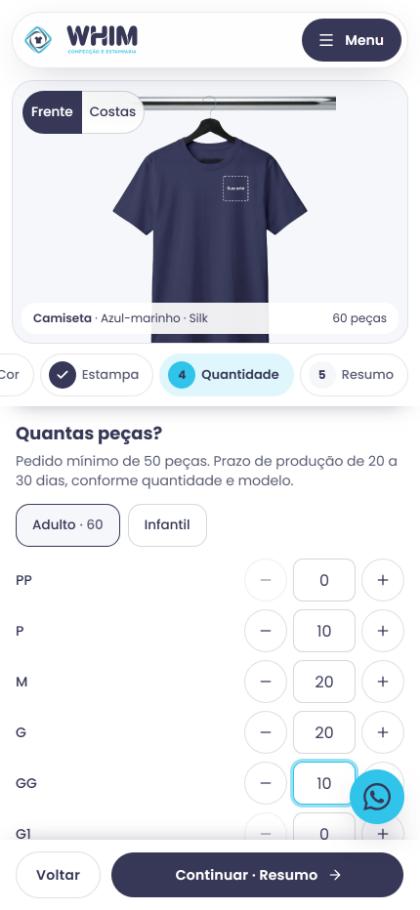 WHIM
CONFECÇÃO E ESTAMPARIA
Menu
Frente
Costas
Sua arte
Camiseta · Azul-marinho · Silk
60 peças
Cor
Estampa
4 Quantidade
5 Resumo
Quantas peças?
Pedido mínimo de 50 peças. Prazo de produção de 20 a
30 dias, conforme quantidade e modelo.
Adulto · 60
Infantil
PP − 0 +
P − 10 +
M − 20 +
G − 20 +
GG − 10
G1 − 0 +
Voltar
Continuar · Resumo →